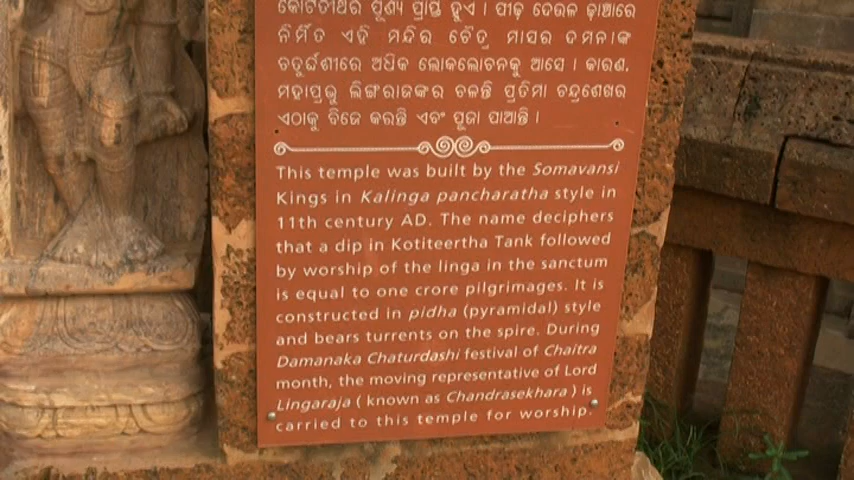 କୋଟିତୀର୍ଥର ପୂଣ୍ୟ ପ୍ରାପ୍ତ ହୁଏ । ପୀଢ଼ ଦେଉଳ ଢ଼ାଞ୍ଚାରେ
ନିର୍ମିତ ଏହି ମନ୍ଦିର ଚୈତ୍ର ମାସର ଦମନାଙ୍କ
ଚତୁର୍ଦ୍ଦଶୀରେ ଅଧିକ ଲୋକଲୋଚନକୁ ଆସେ । କାରଣ,
ମହାପ୍ରଭୁ ଲିଙ୍ଗରାଜଙ୍କର ଚଳନ୍ତି ପ୍ରତିମା ଚନ୍ଦ୍ରଶେଖର
ଏଠାକୁ ବିଜେ କରନ୍ତି ଏବଂ ପୂଜା ପାଆନ୍ତି ।
This temple was built by the Somavansi
Kings in Kalinga pancharatha style in
11th century AD. The name deciphers
that a dip in Kotiteertha Tank followed
by worship of the linga in the sanctum
is equal to one crore pilgrimages. It is
constructed in pidha (pyramidal) style
and bears turrents on the spire. During
Damanaka Chaturdashi festival of Chaitra
month, the moving representative of Lord
Lingaraja ( known as Chandrasekhara ) is
carried to this temple for worship.